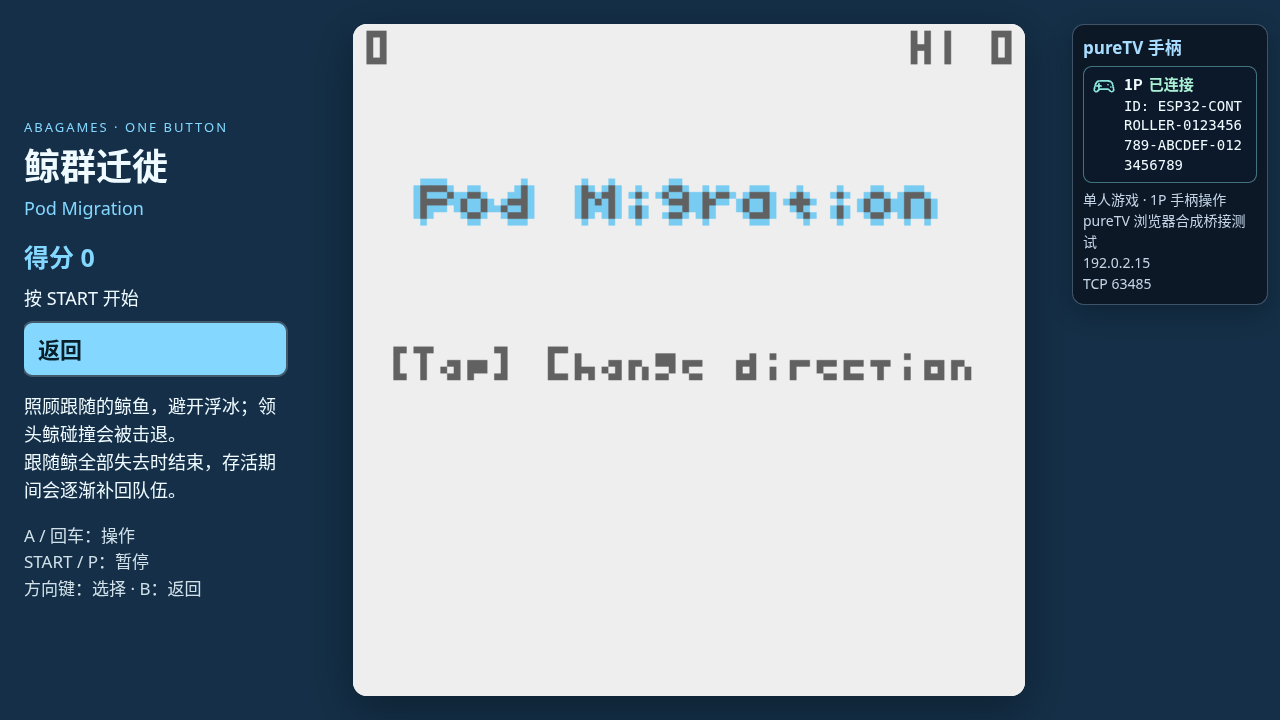 ABAGAMES · ONE BUTTON
鲸群迁徙
Pod Migration
得分 0
按 START 开始
返回
照顾跟随的鲸鱼，避开浮冰；领
头鲸碰撞会被击退。
跟随鲸全部失去时结束，存活期
间会逐渐补回队伍。
A / 回车：操作
START / P：暂停
方向键：选择 · B：返回
0 HI 0
Pod Migration
[Tap] Change direction
pureTV 手柄
1P 已连接
ID: ESP32-CONT
ROLLER-0123456
789-ABCDEF-012
3456789
单人游戏 · 1P 手柄操作
pureTV 浏览器合成桥接测
试
192.0.2.15
TCP 63485